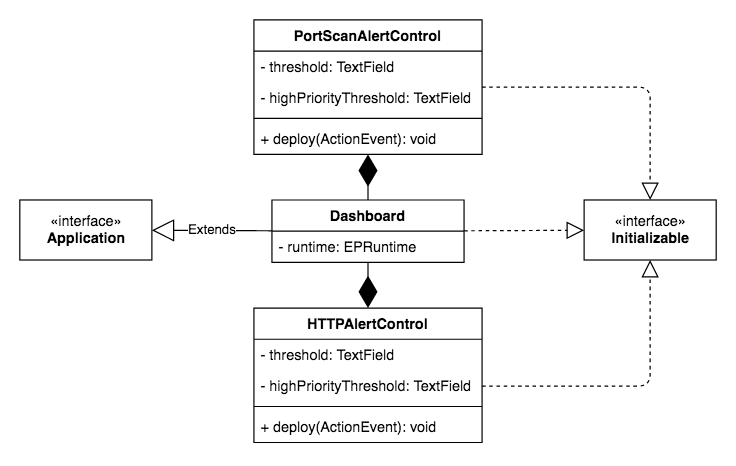 PortScanAlertControl
- threshold: TextField
- highPriorityThreshold: TextField
+ deploy(ActionEvent): void
«interface»
Application
Extends
Dashboard
- runtime: EPRuntime
«interface»
Initializable
HTTPAlertControl
- threshold: TextField
- highPriorityThreshold: TextField
+ deploy(ActionEvent): void